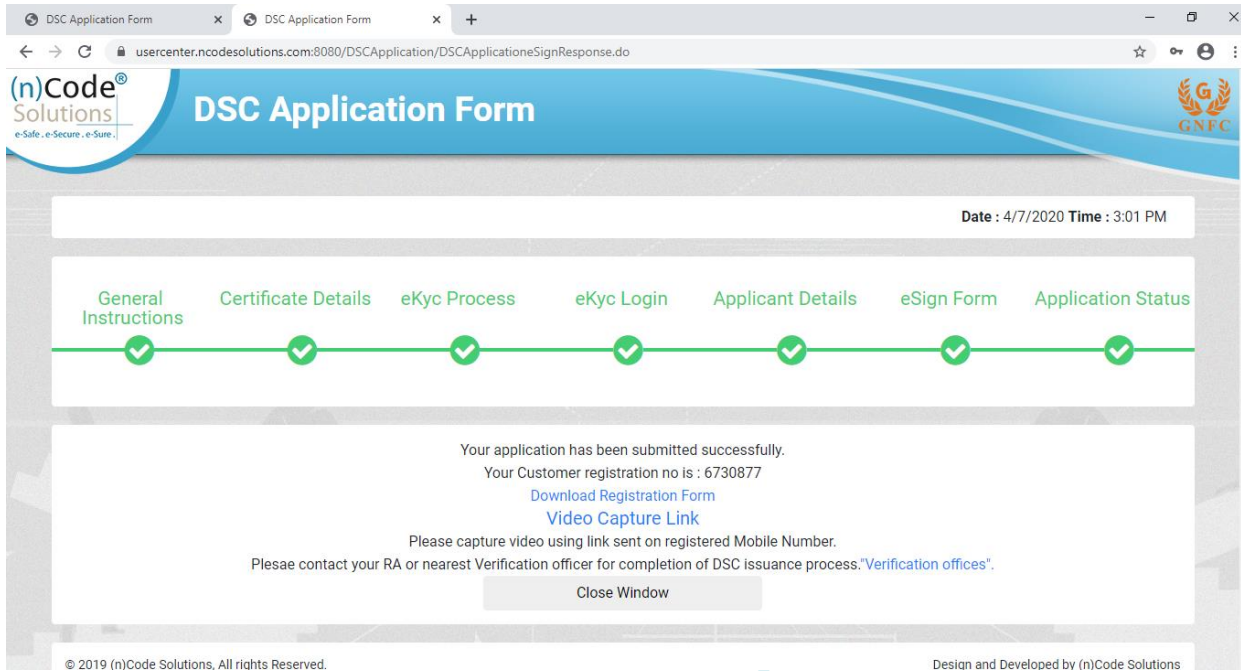 DSC Application Form
DSC Application Form
usercenter.ncodesolutions.com:8080/DSCApplication/DSCApplicationeSignResponse.do
(n)Code®
Solutions
e-Safe . e-Secure . e-Sure .
DSC Application Form
G
GNFC
Date : 4/7/2020 Time : 3:01 PM
General
Instructions
Certificate Details
eKyc Process
eKyc Login
Applicant Details
eSign Form
Application Status
Your application has been submitted successfully.
Your Customer registration no is : 6730877
Download Registration Form
Video Capture Link
Please capture video using link sent on registered Mobile Number.
Plesae contact your RA or nearest Verification officer for completion of DSC issuance process."Verification offices".
Close Window
© 2019 (n)Code Solutions, All rights Reserved.
Design and Developed by (n)Code Solutions